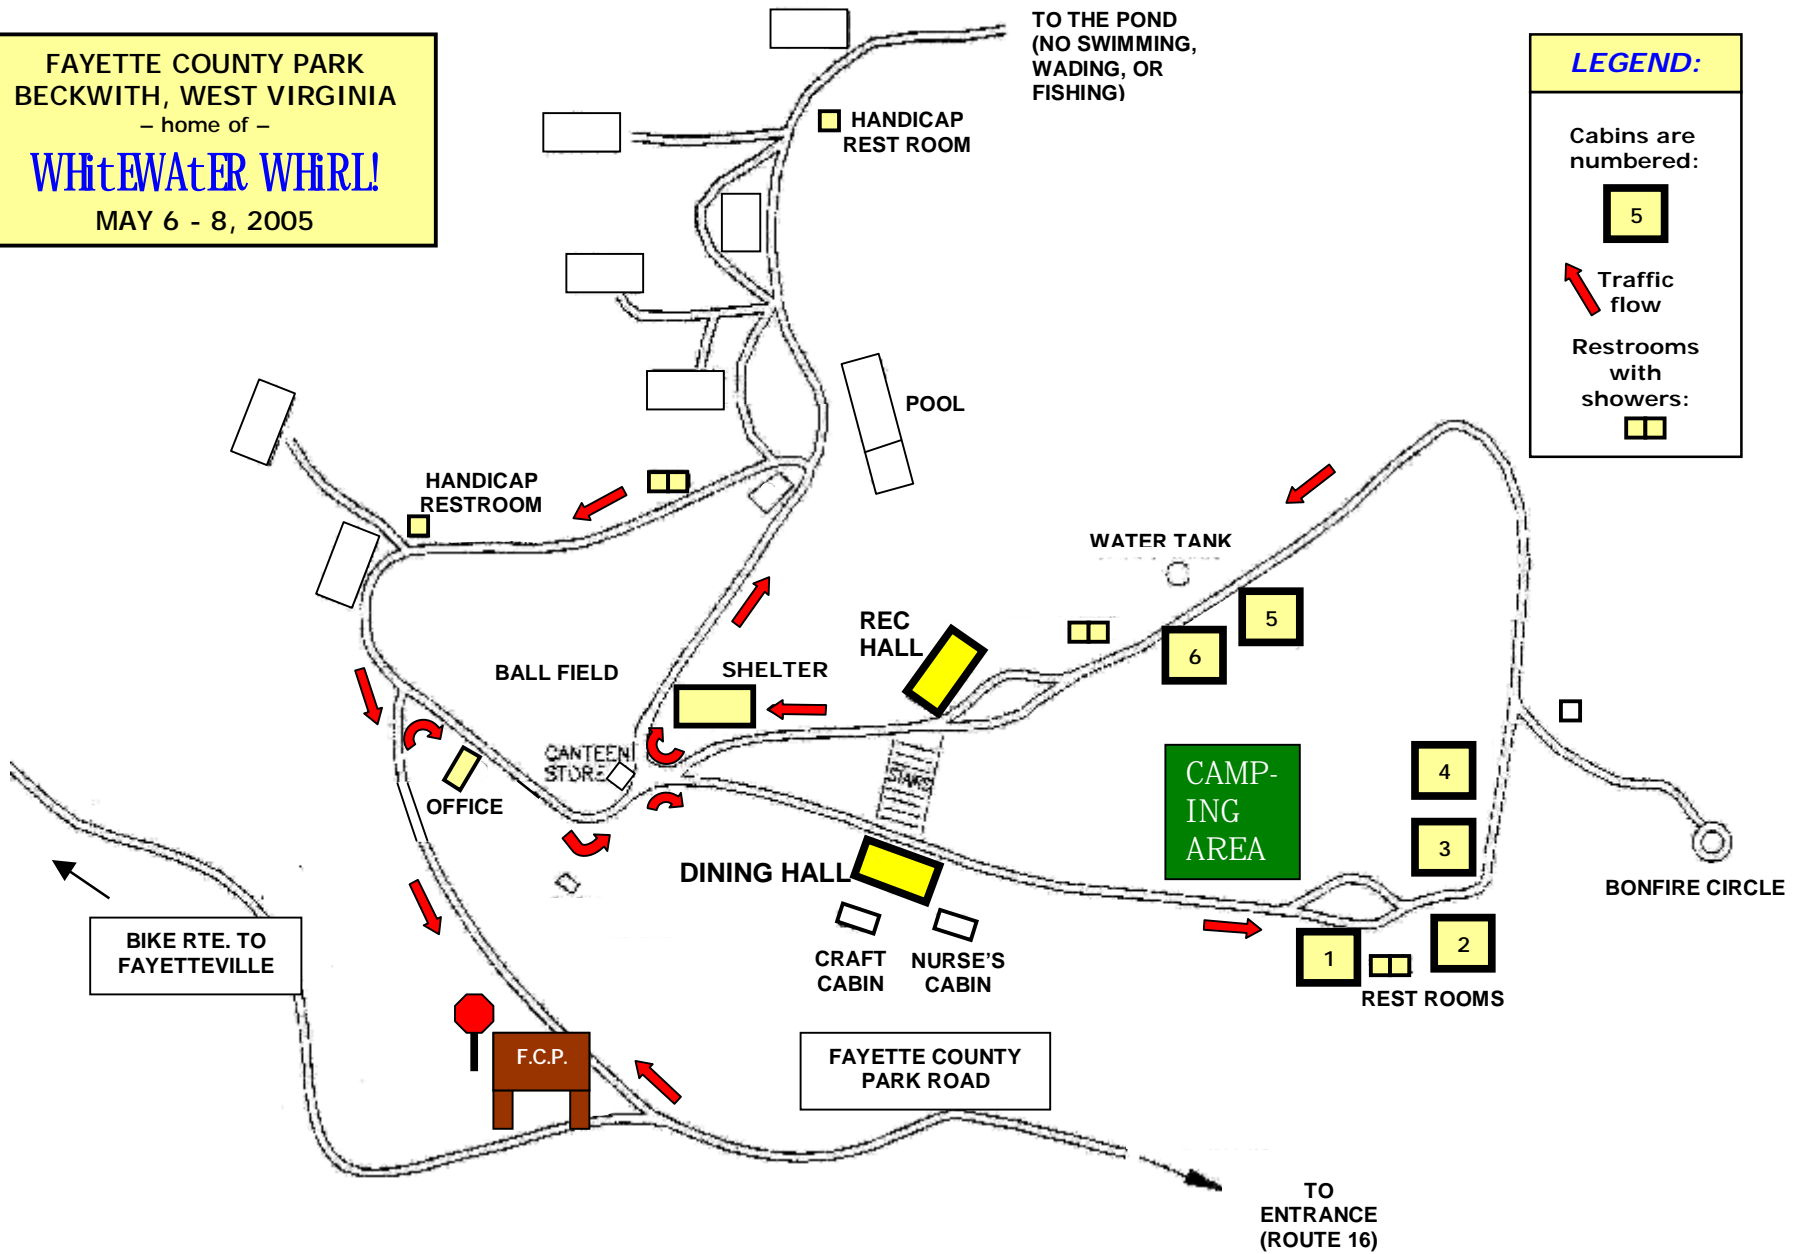 FAYETTE COUNTY PARK
BECKWITH, WEST VIRGINIA
– home of –
WHitEWAtER WHiRL!
MAY 6 - 8, 2005
TO THE POND
(NO SWIMMING,
WADING, OR
FISHING)
LEGEND:
Cabins are
numbered:
5
Traffic
flow
Restrooms
with
showers:
HANDICAP
REST ROOM
POOL
HANDICAP
RESTROOM
WATER TANK
REC
HALL
5
6
BALL FIELD
SHELTER
CANTEEN
STORE
STAIRS
OFFICE
CAMP-
ING
AREA
4
3
DINING HALL
BONFIRE CIRCLE
BIKE RTE. TO
FAYETTEVILLE
CRAFT
CABIN
NURSE'S
CABIN
1
2
REST ROOMS
F.C.P.
FAYETTE COUNTY
PARK ROAD
TO
ENTRANCE
(ROUTE 16)